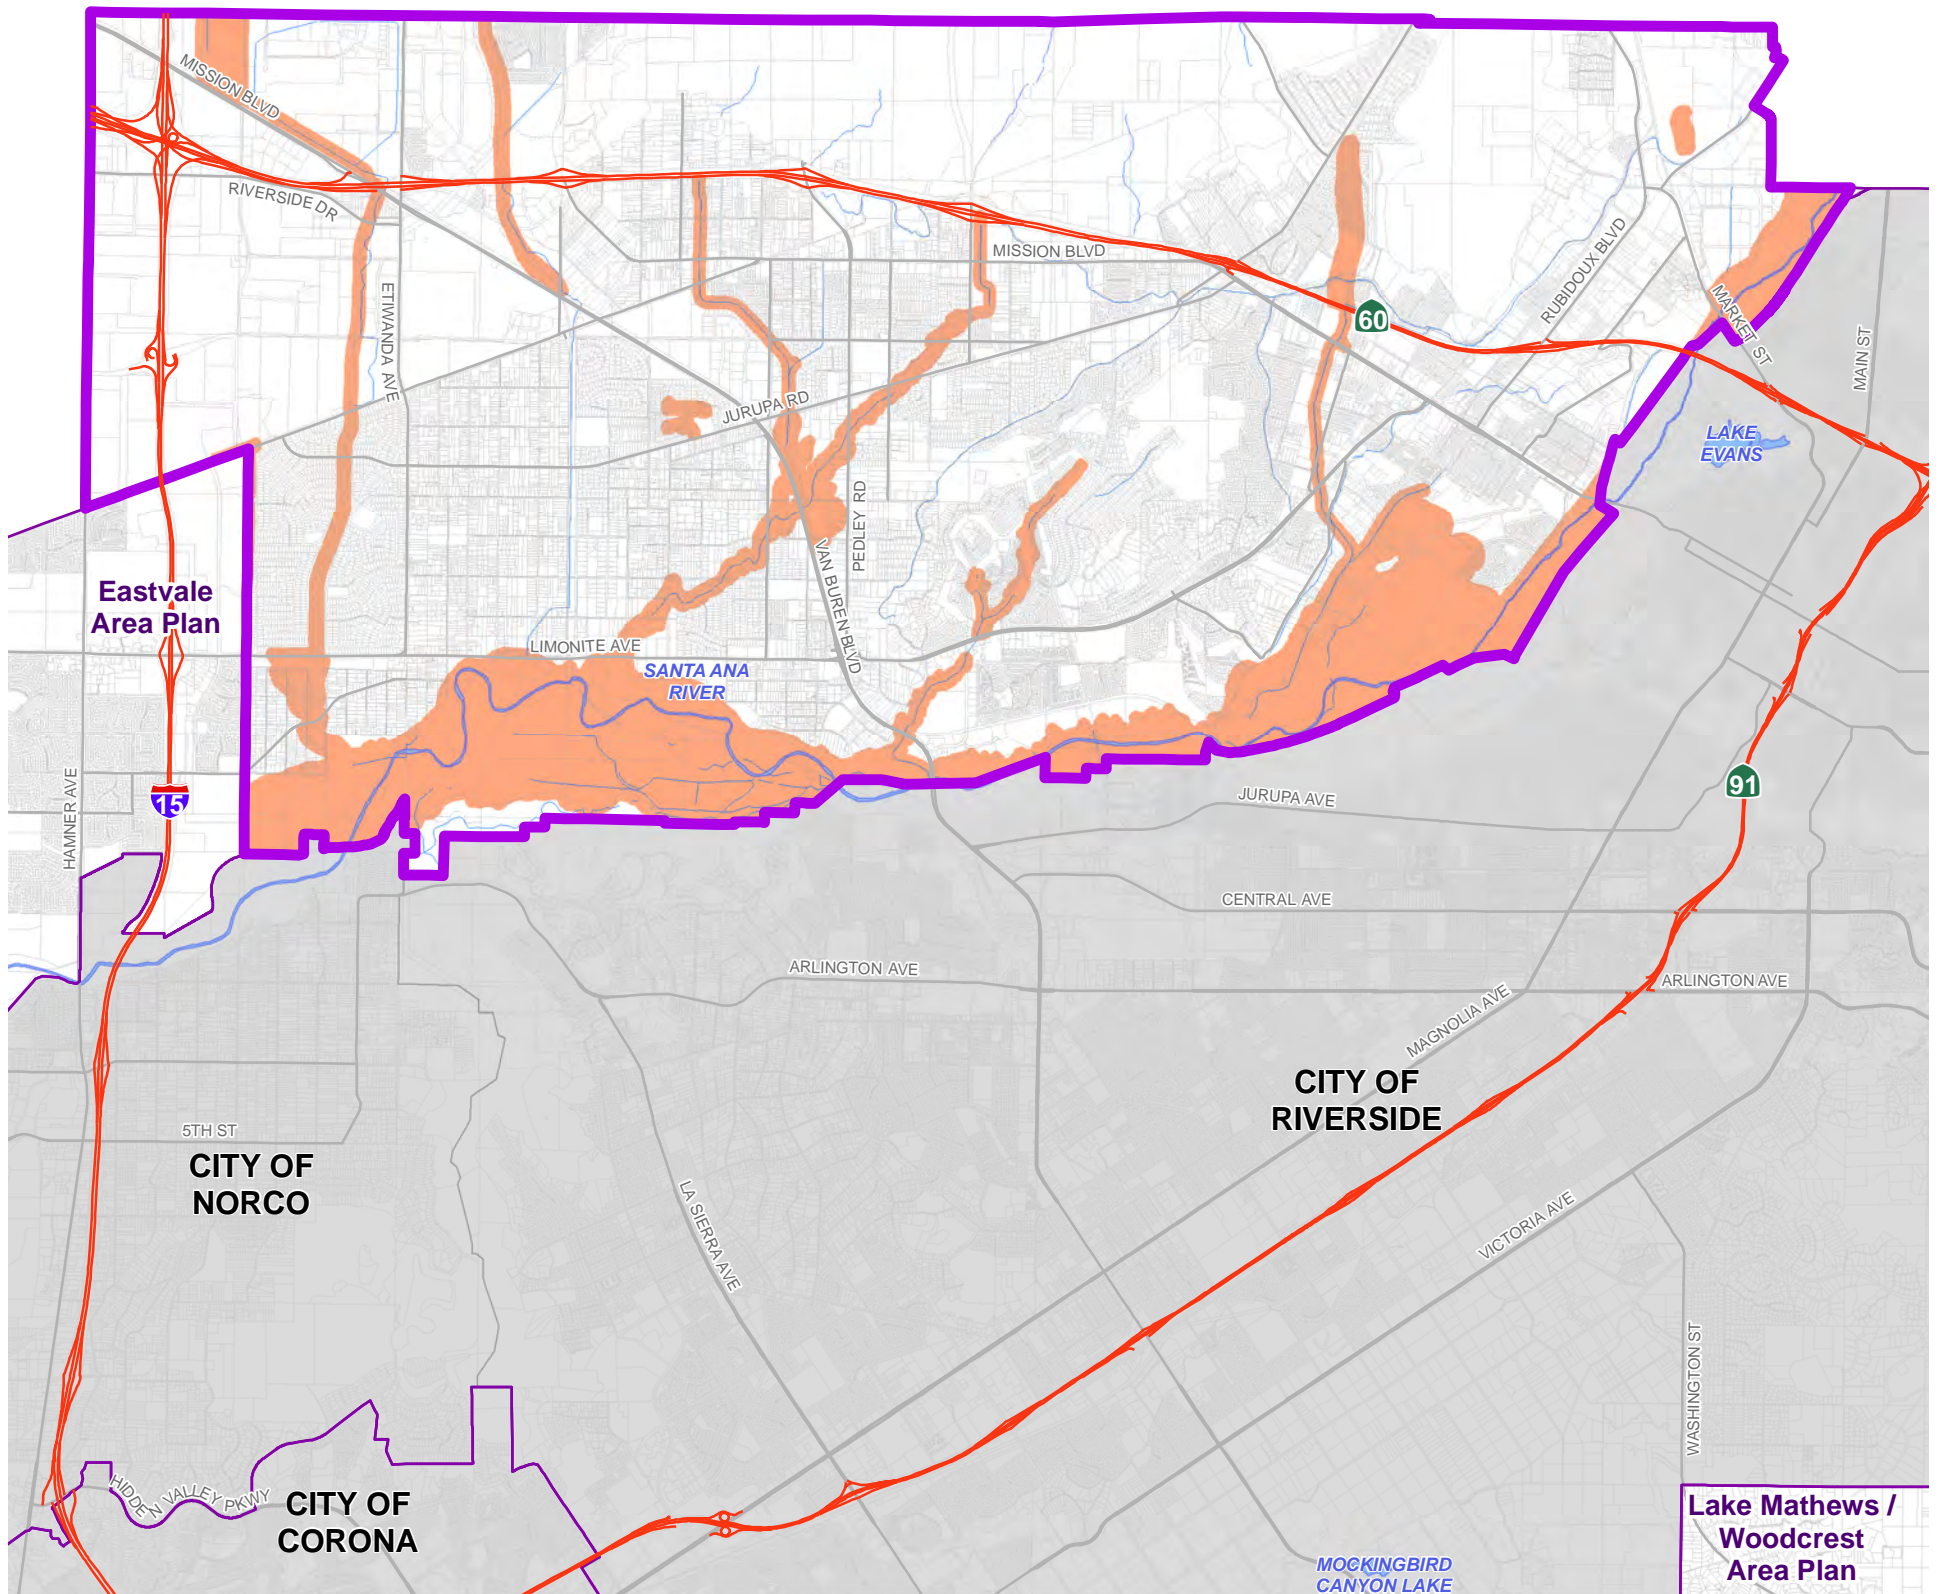 MISSION BLVD
RIVERSIDE DR
ETIWANDA AVE
MISSION BLVD
60
RUBIDOUX BLVD
MARKET ST
MAIN ST
JURUPA RD
LAKE
EVANS
PEDLEY RD
VAN BUREN BLVD
Eastvale
Area Plan
LIMONITE AVE
SANTA ANA
RIVER
HAMNER AVE
15
JURUPA AVE
91
CENTRAL AVE
ARLINGTON AVE
ARLINGTON AVE
MAGNOLIA AVE
CITY OF
RIVERSIDE
5TH ST
CITY OF
NORCO
LA SIERRA AVE
VICTORIA AVE
WASHINGTON ST
HIDDEN VALLEY PKWY
CITY OF
CORONA
Lake Mathews /
Woodcrest
Area Plan
MOCKINGBIRD
CANYON LAKE